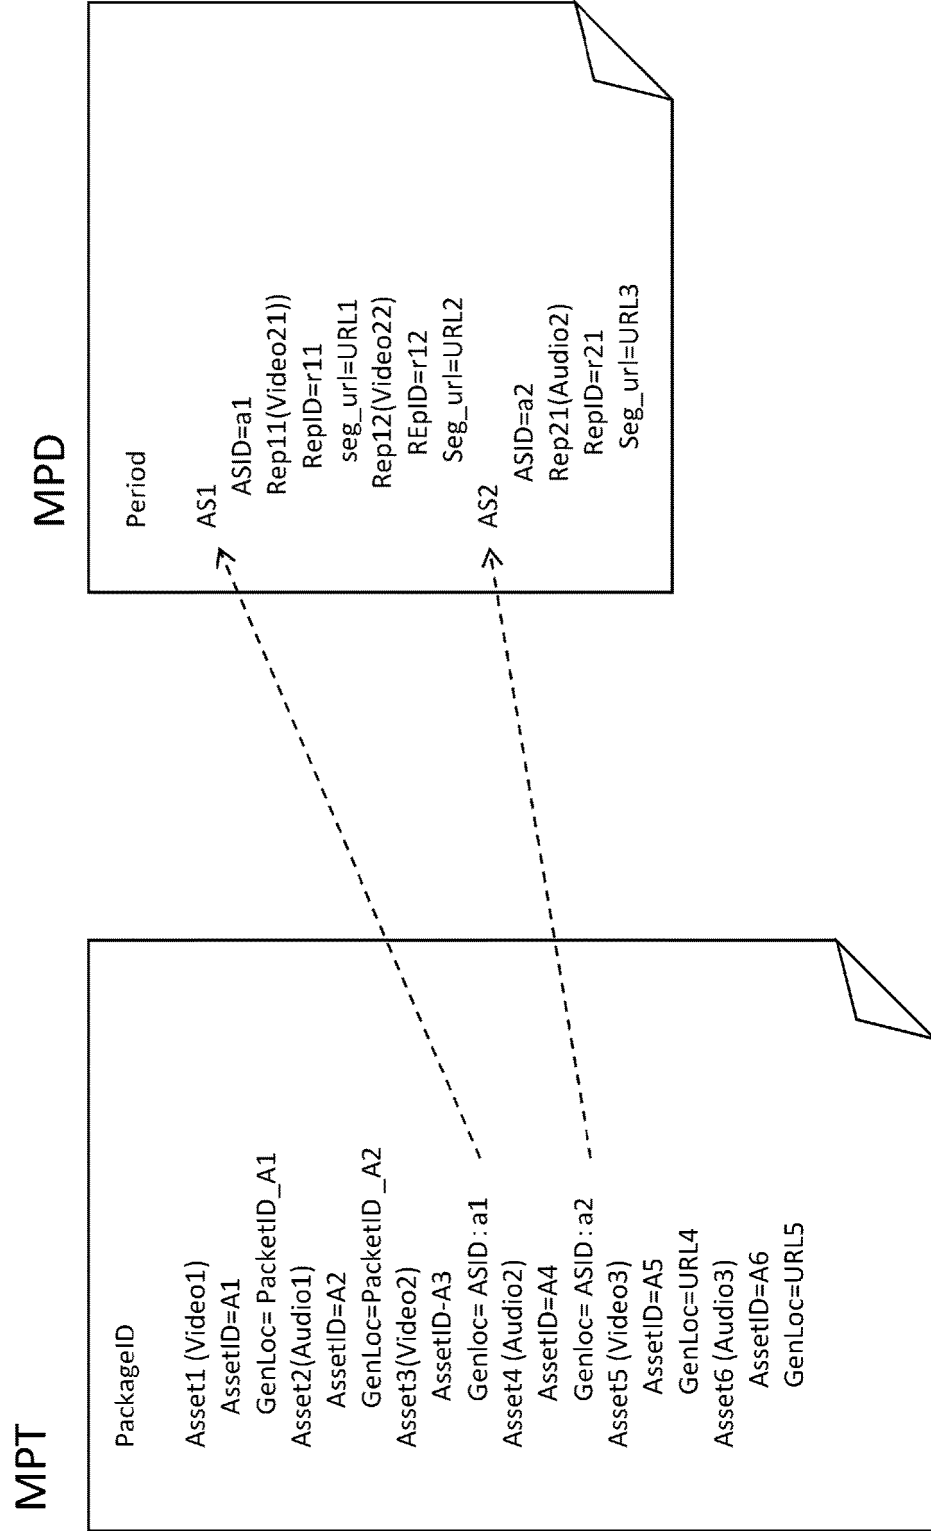 MPT
PackageID
Asset1 (Video1)
AssetID=A1
GenLoc= PacketID_A1
Asset2(Audio1)
AssetID=A2
GenLoc=PacketID_A2
Asset3(Video2)
AssetID-A3
Genloc= ASID:a1
Asset4 (Audio2)
AssetID=A4
Genloc= ASID:a2
Asset5 (Video3)
AssetID=A5
GenLoc=URL4
Asset6 (Audio3)
AssetID=A6
GenLoc=URL5
MPD
Period
AS1
ASID=a1
Rep11(Video21))
RepID=r11
seg_url=URL1
Rep12(Video22)
REpID=r12
Seg_url=URL2
AS2
ASID=a2
Rep21(Audio2)
RepID=r21
Seg_url=URL3